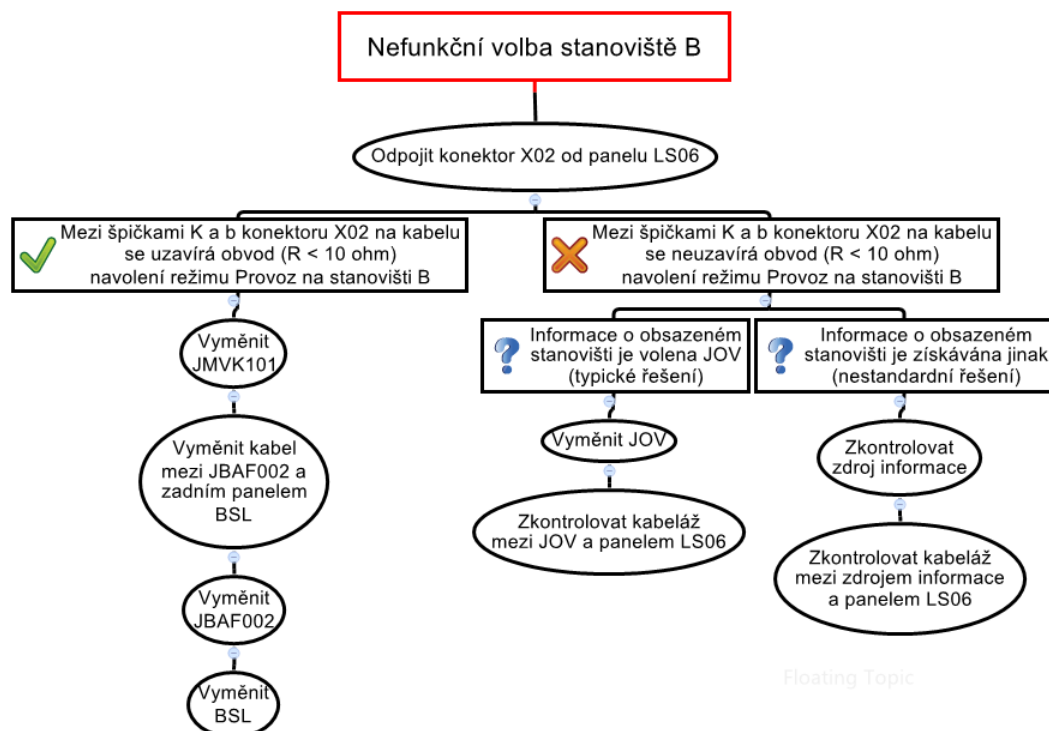 Nefunkční volba stanoviště B
Odpojit konektor X02 od panelu LS06
Mezi špičkami K a b konektoru X02 na kabelu
se uzavírá obvod (R < 10 ohm)
navolení režimu Provoz na stanovišti B
Mezi špičkami K a b konektoru X02 na kabelu
se neuzavírá obvod (R < 10 ohm)
navolení režimu Provoz na stanovišti B
Vyměnit
JMVK101
Vyměnit kabel
mezi JBAF002 a
zadním panelem
BSL
Vyměnit
JBAF002
Vyměnit
BSL
Informace o obsazeném
stanovišti je volena JOV
(typické řešení)
Vyměnit JOV
Zkontrolovat kabeláž
mezi JOV a panelem LS06
Informace o obsazeném
stanovišti je získávána jinak
(nestandardní řešení)
Zkontrolovat
zdroj informace
Zkontrolovat kabeláž
mezi zdrojem informace
a panelem LS06
Floating Topic